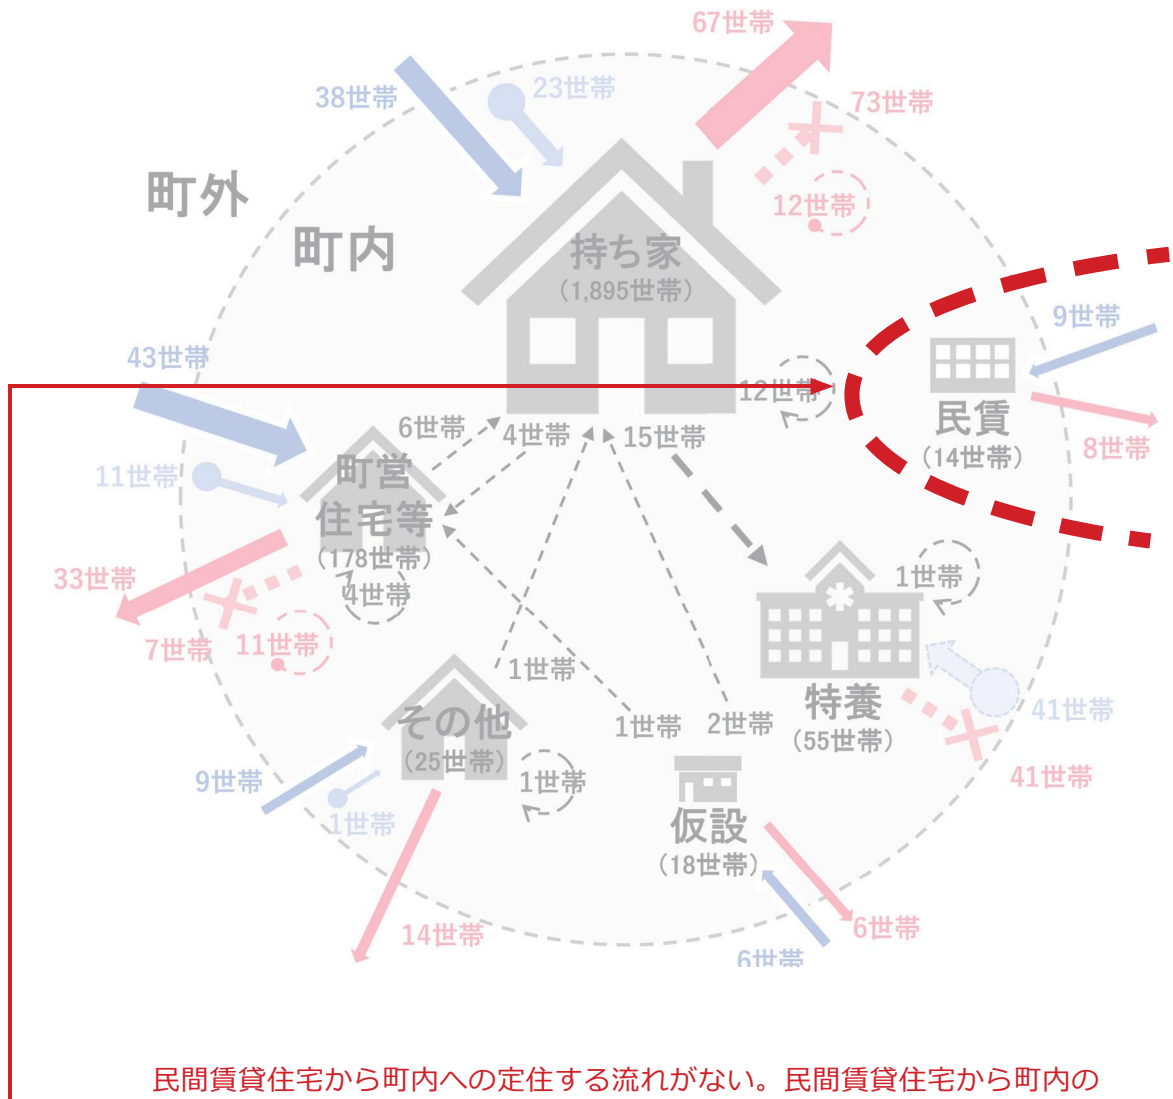 67世帯
38世帯
23世帯
73世帯
町外
12世帯
町内
持ち家
(1,895世帯)
9世帯
43世帯
12世帯
民賃
(14世帯)
8世帯
6世帯
4世帯
15世帯
11世帯
町営
住宅等
(178世帯)
33世帯
4世帯
1世帯
7世帯
11世帯
1世帯
特養
(55世帯)
41世帯
41世帯
その他
(25世帯)
1世帯
2世帯
9世帯
1世帯
1世帯
仮設
(18世帯)
14世帯
6世帯
6世帯
民間賃貸住宅から町内への定住する流れがない。民間賃貸住宅から町内の